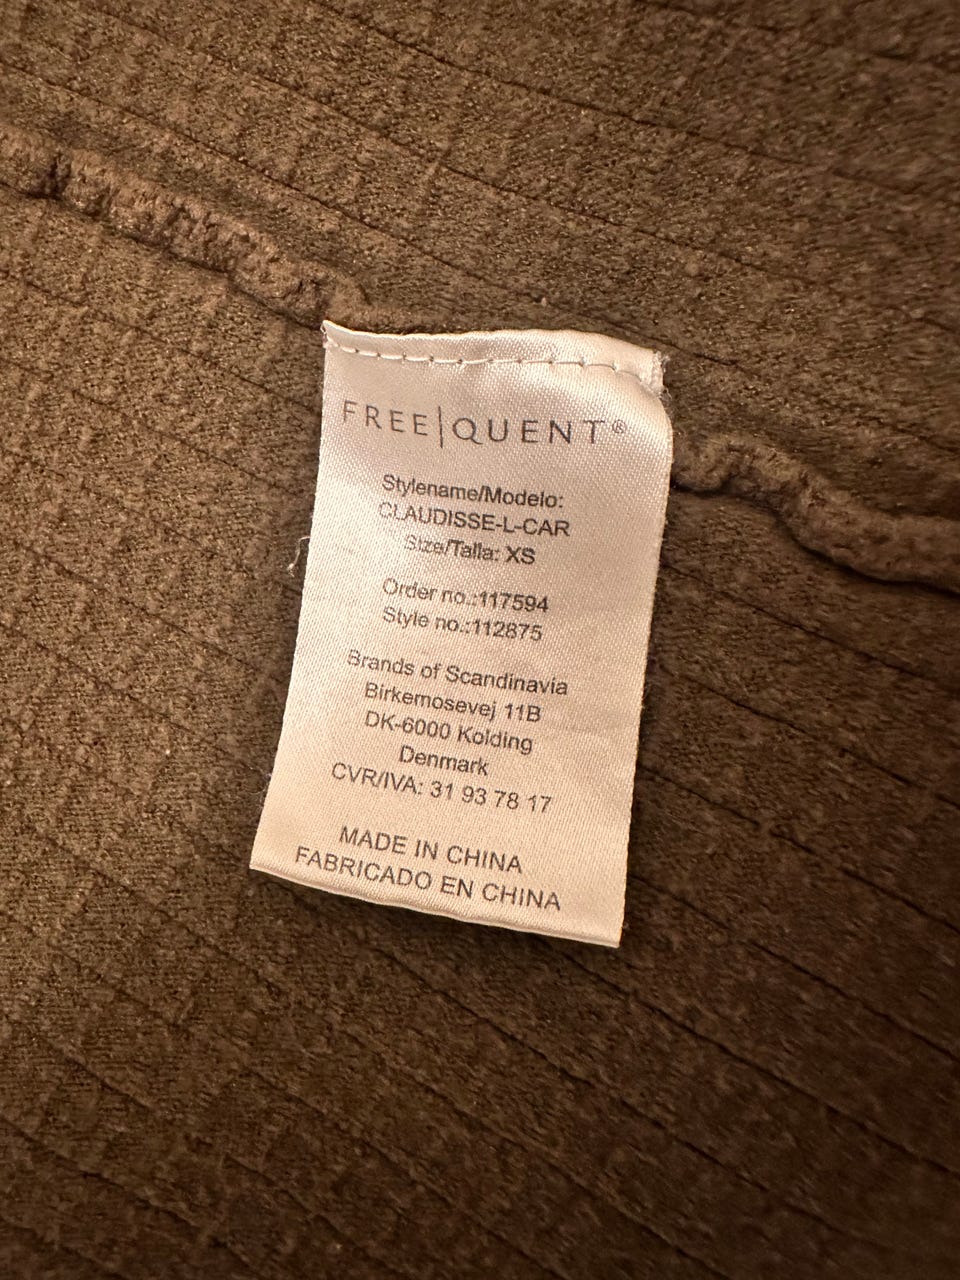 FREE|QUENT®
Stylename/Modelo:
CLAUDISSE-L-CAR
Size/Talla: XS
Order no.:117594
Style no.:112875
Brands of Scandinavia
Birkemosevej 11B
DK-6000 Kolding
Denmark
CVR/IVA: 31 93 78 17
MADE IN CHINA
FABRICADO EN CHINA